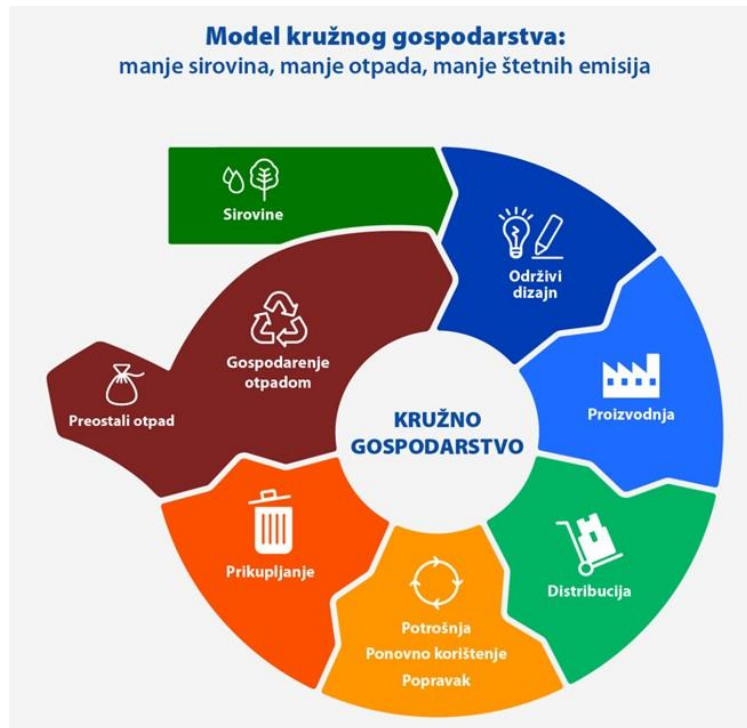 Model kružnog gospodarstva:
manje sirovina, manje otpada, manje štetnih emisija
Sirovine
Održivi
dizajn
Proizvodnja
Distribucija
Potrošnja
Ponovno korištenje
Popravak
Prikupljanje
Gospodarenje
otpadom
Preostali otpad
KRUŽNO
GOSPODARSTVO